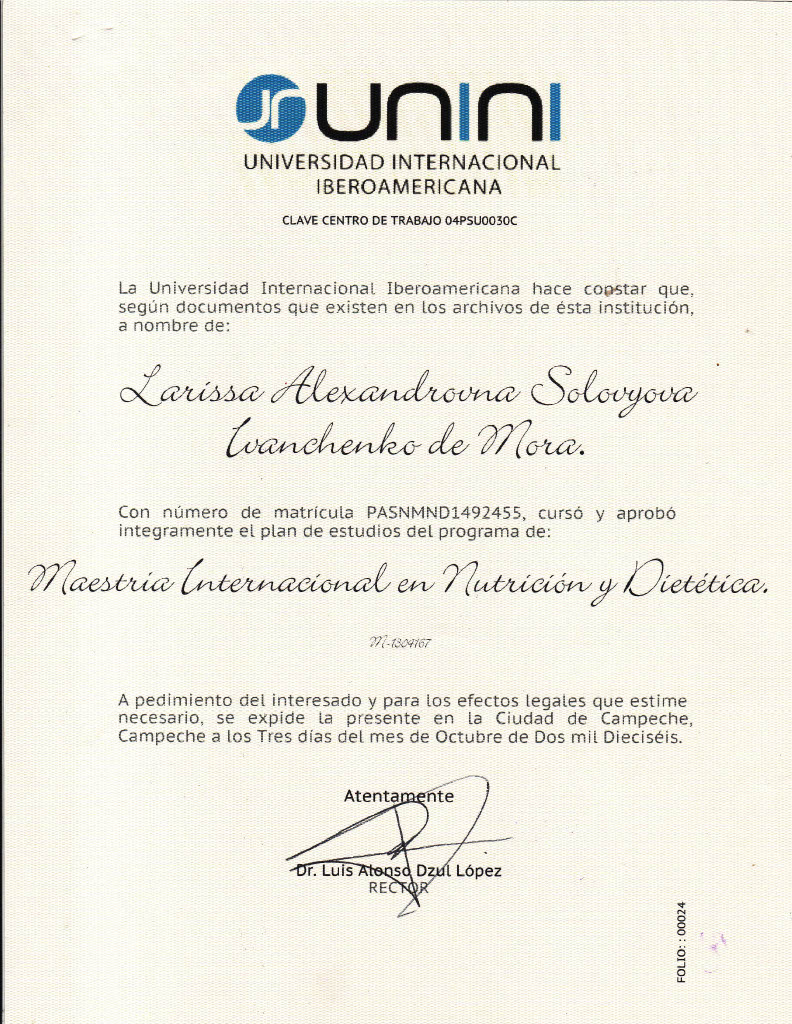 UNINI
UNIVERSIDAD INTERNACIONAL
IBEROAMERICANA
CLAVE CENTRO DE TRABAJO 04PSU0030C
La Universidad Internacional Iberoamericana hace constar que,
según documentos que existen en los archivos de ésta institución,
a nombre de:
Larissa Alexandrovna Solovyova
Ivanchenko de Mora.
Con número de matrícula PASNMND1492455, cursó y aprobó
integramente el plan de estudios del programa de:
Maestría Internacional en Nutrición y Dietética.
M-1304167
A pedimiento del interesado y para los efectos legales que estime
necesario, se expide la presente en la Ciudad de Campeche,
Campeche a los Tres días del mes de Octubre de Dos mil Dieciséis.
Atentamente
Dr. Luis Alonso Dzul López
RECTOR
FOLIO: : 00024